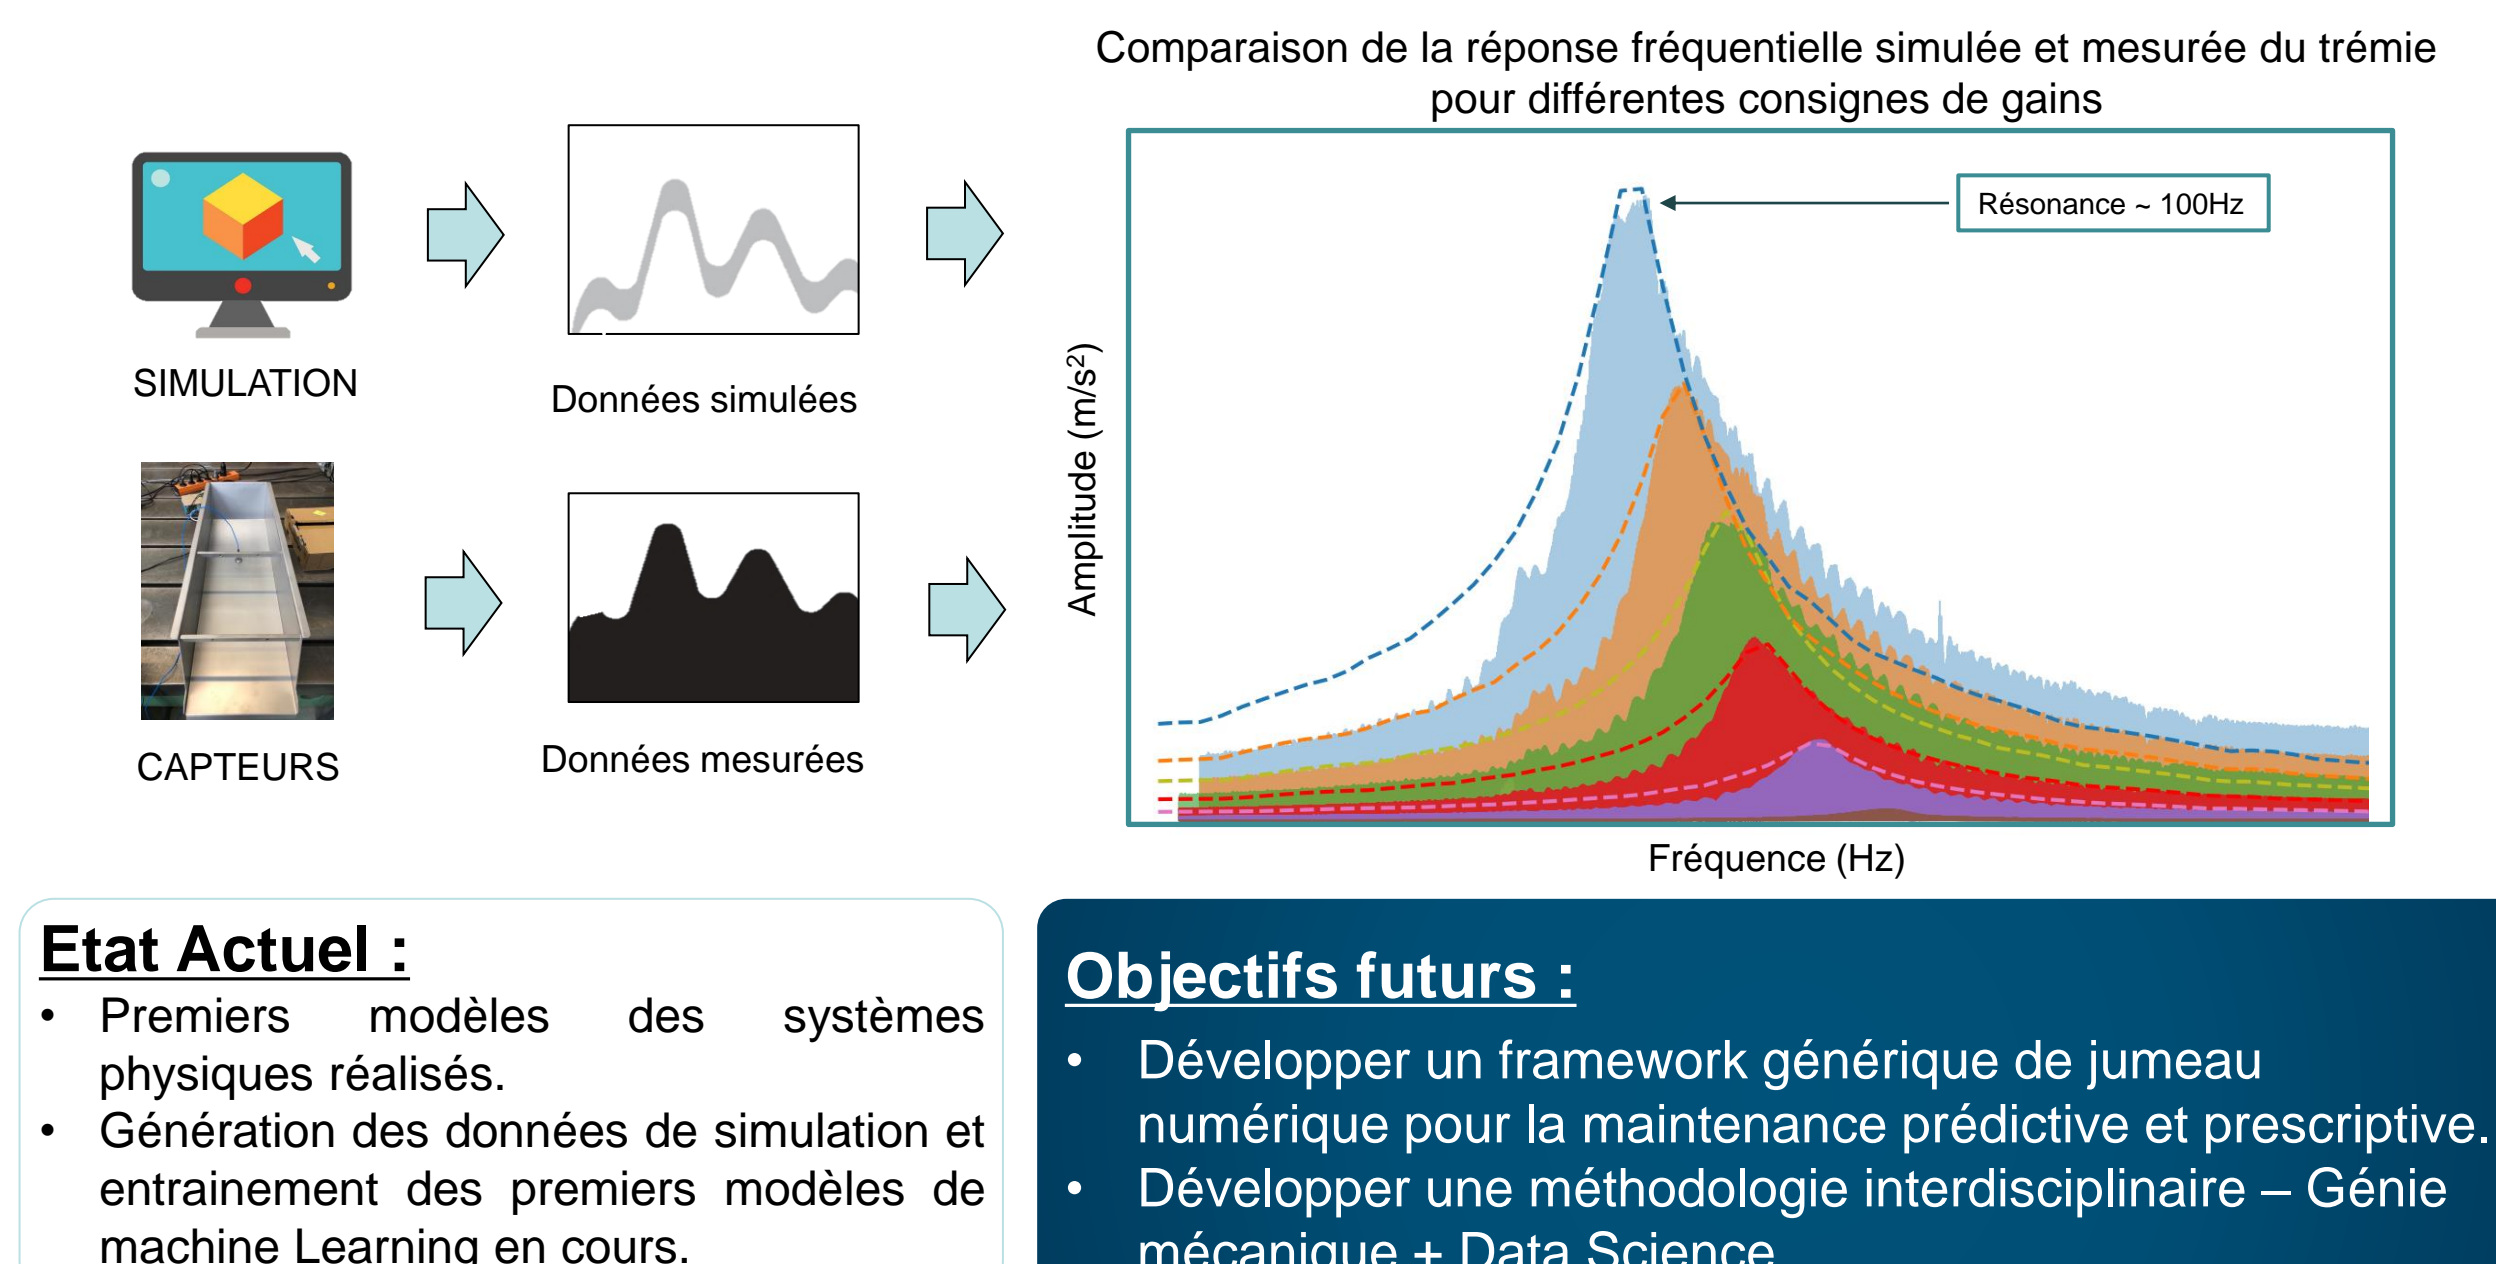 Comparaison de la réponse fréquentielle simulée et mesurée du trémie
pour différentes consignes de gains
SIMULATION
Données simulées
CAPTEURS
Données mesurées
Amplitude (m/s²)
Résonance ~ 100Hz
Fréquence (Hz)
Etat Actuel :
• Premiers modèles des systèmes
physiques réalisés.
• Génération des données de simulation et
entrainement des premiers modèles de
machine Learning en cours.
Objectifs futurs :
• Développer un framework générique de jumeau
numérique pour la maintenance prédictive et prescriptive.
• Développer une méthodologie interdisciplinaire – Génie
mécanique + Data Science